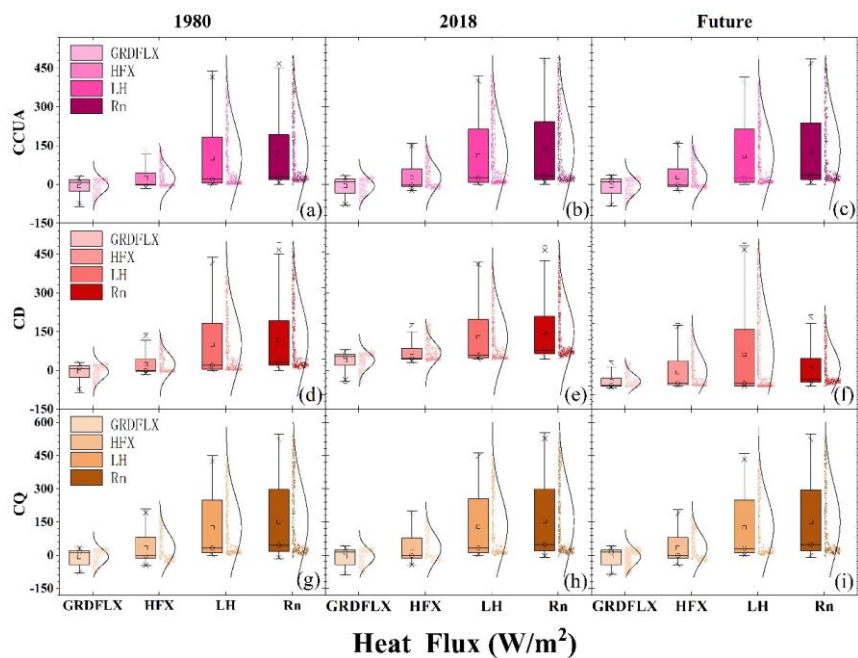 1980 2018 Future
GRDFLX
HFX
LH
Rn
450
300
150
0
-150
CCUA
(a) (b) (c)
GRDFLX
HFX
LH
Rn
450
300
150
0
-150
CD
(d) (e) (f)
GRDFLX
HFX
LH
Rn
600
450
300
150
0
-150
CQ
(g) (h) (i)
GRDFLX HFX LH Rn GRDFLX HFX LH Rn GRDFLX HFX LH Rn
Heat Flux (W/m²)